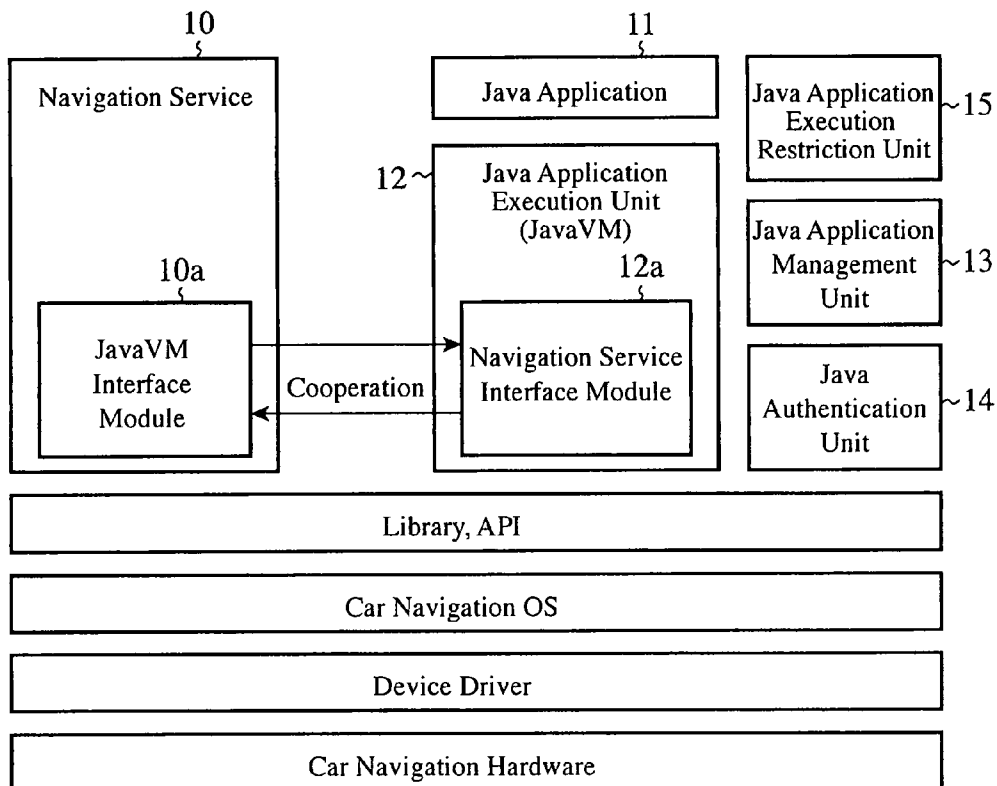 10
Navigation Service
10a
JavaVM
Interface
Module
Cooperation
11
Java Application
12
Java Application
Execution Unit
(JavaVM)
12a
Navigation Service
Interface Module
Java Application
Execution
Restriction Unit
15
Java Application
Management
Unit
13
Java
Authentication
Unit
14
Library, API
Car Navigation OS
Device Driver
Car Navigation Hardware